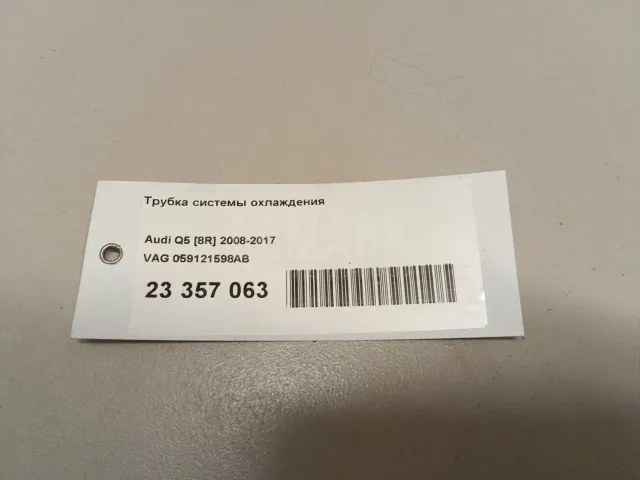 Трубка системы охлаждения
Audi Q5 [8R] 2008-2017
VAG 059121598AB
23 357 063